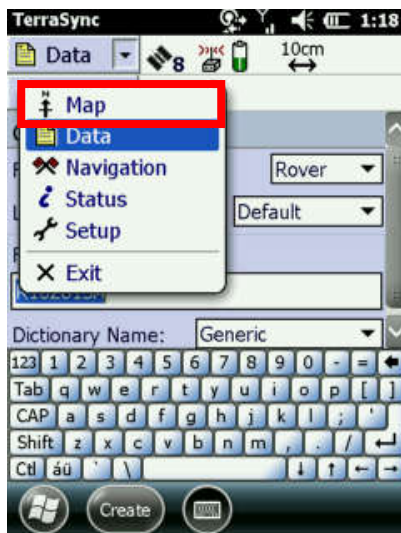 TerraSync 1:18
Data 8 10cm
Map
Data
Navigation Rover
Status Default
Setup
Exit
Dictionary Name: Generic
123 1 2 3 4 5 6 7 8 9 0 - =
Tab q w e r t y u i o p [ ]
CAP a s d f g h j k l ; '
Shift z x c v b n m , . /
Ctl áü ` \
Create